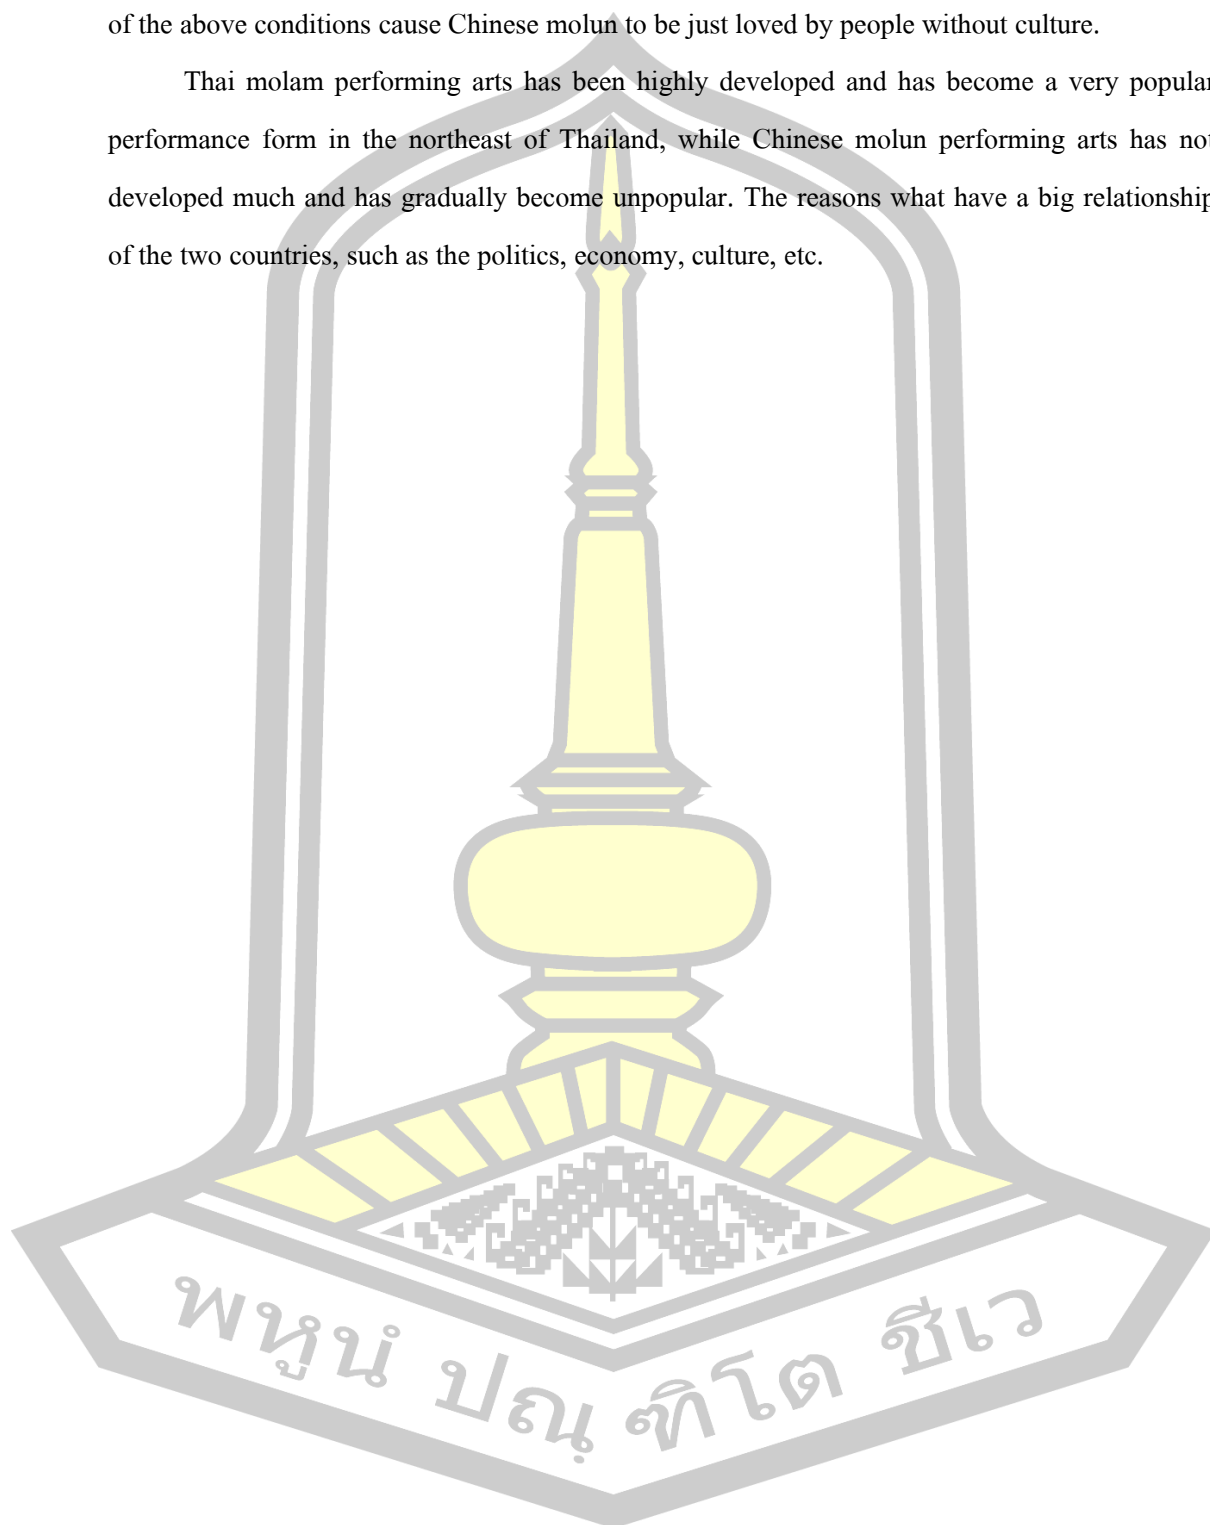 of the above conditions cause Chinese molun to be just loved by people without culture.
Thai molam performing arts has been highly developed and has become a very popular
performance form in the northeast of Thailand, while Chinese molun performing arts has not
developed much and has gradually become unpopular. The reasons what have a big relationship
of the two countries, such as the politics, economy, culture, etc.
พหูนํ ปณฺฑิโต ชีเว